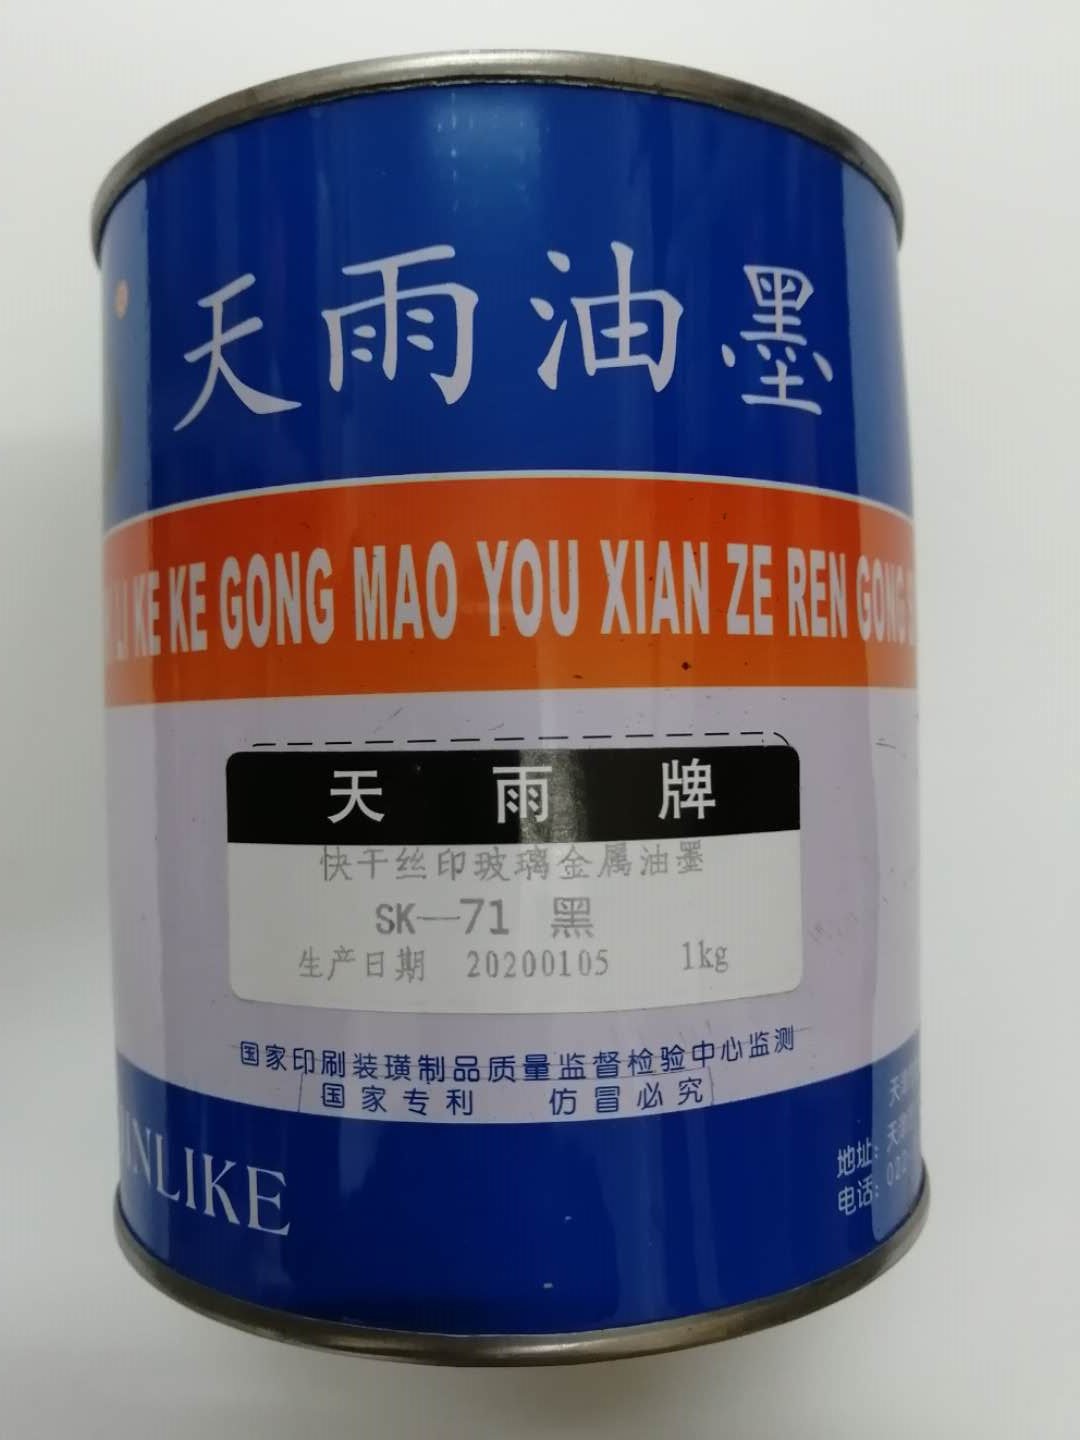 天雨油墨
LI KE KE GONG MAO YOU XIAN ZE REN GONG
天雨牌
快干丝印玻璃金属油墨
SK—71 黑
生产日期 20200105 1kg
国家印刷装璜制品质量监督检验中心监测
国家专利 仿冒必究
INLIKE
地址:
电话: 022